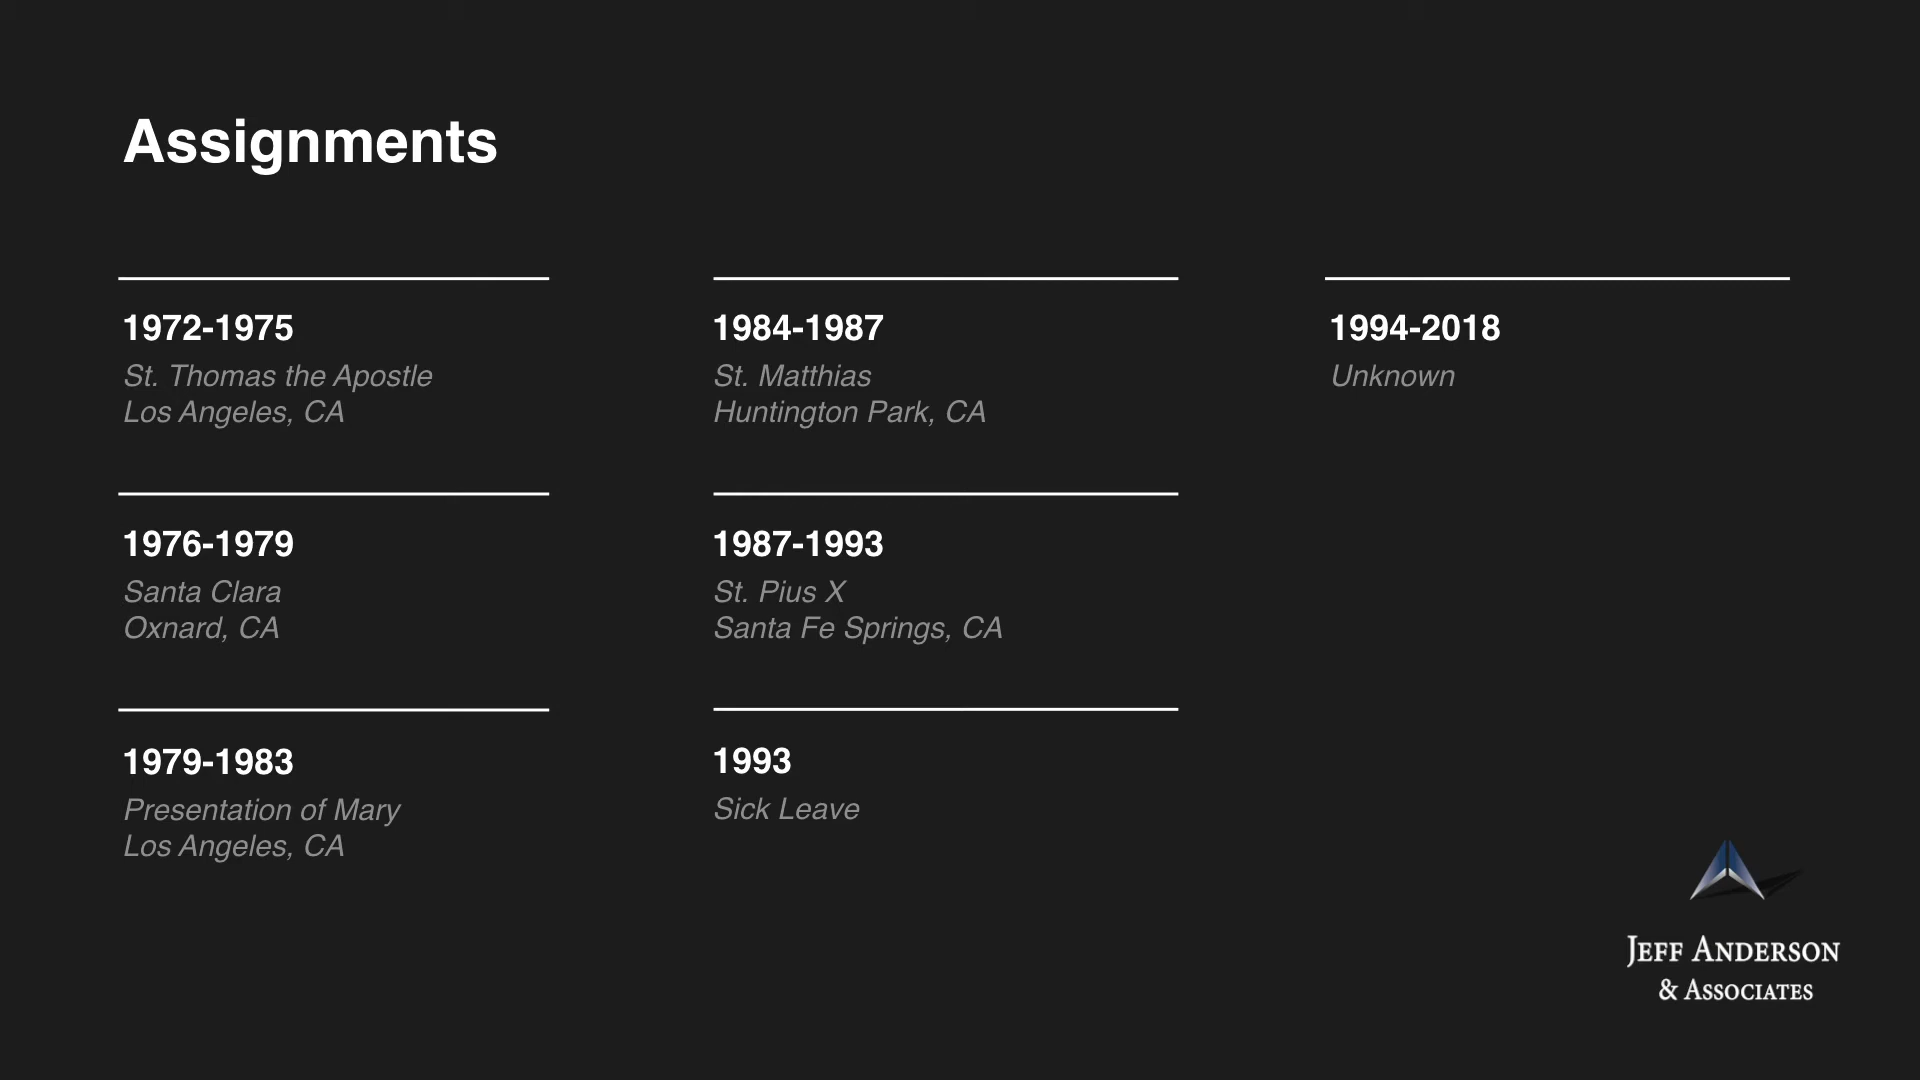 Assignments
1972-1975
St. Thomas the Apostle
Los Angeles, CA
1976-1979
Santa Clara
Oxnard, CA
1979-1983
Presentation of Mary
Los Angeles, CA
1984-1987
St. Matthias
Huntington Park, CA
1987-1993
St. Pius X
Santa Fe Springs, CA
1993
Sick Leave
1994-2018
Unknown
JEFF ANDERSON
& ASSOCIATES